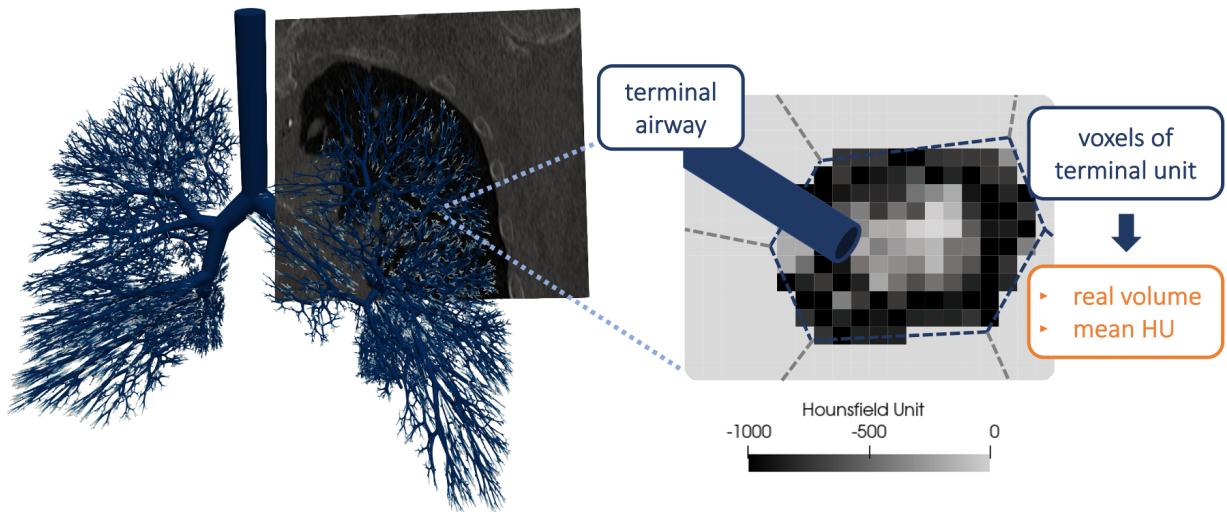 terminal
airway
voxels of
terminal unit
▸ real volume
▸ mean HU
Hounsfield Unit
-1000 -500 0